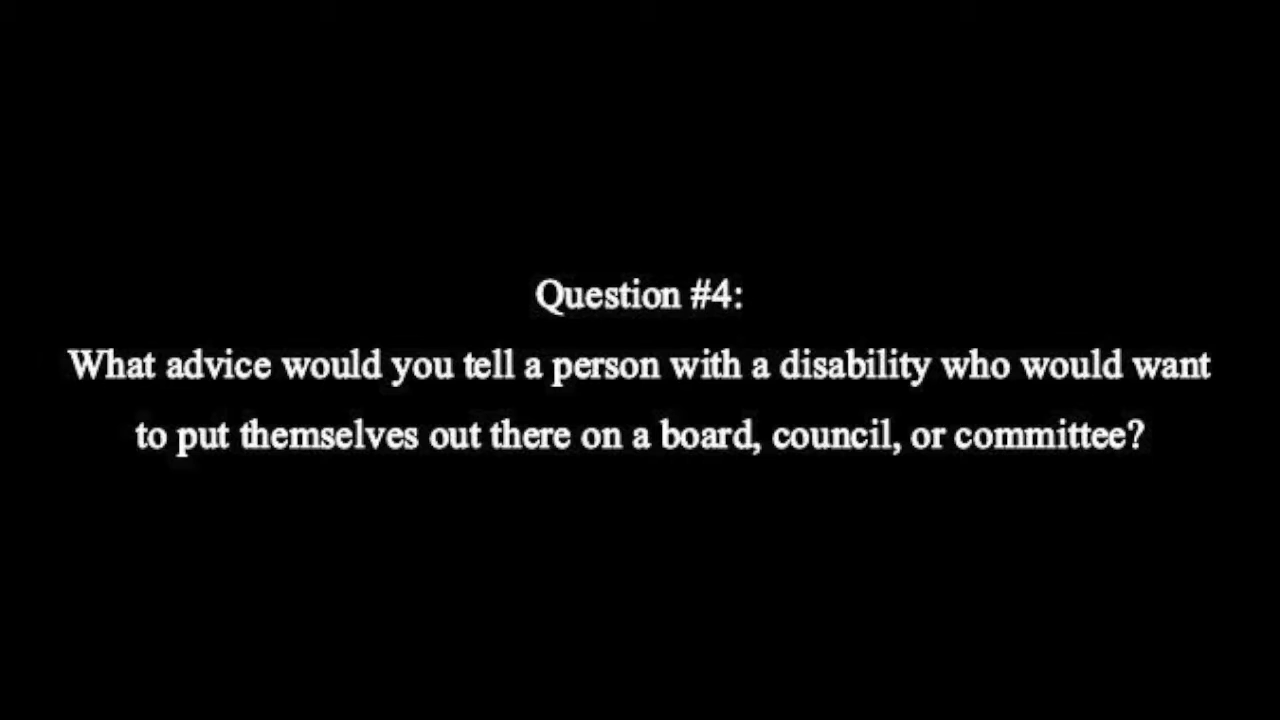 Question #4:
What advice would you tell a person with a disability who would want
to put themselves out there on a board, council, or committee?